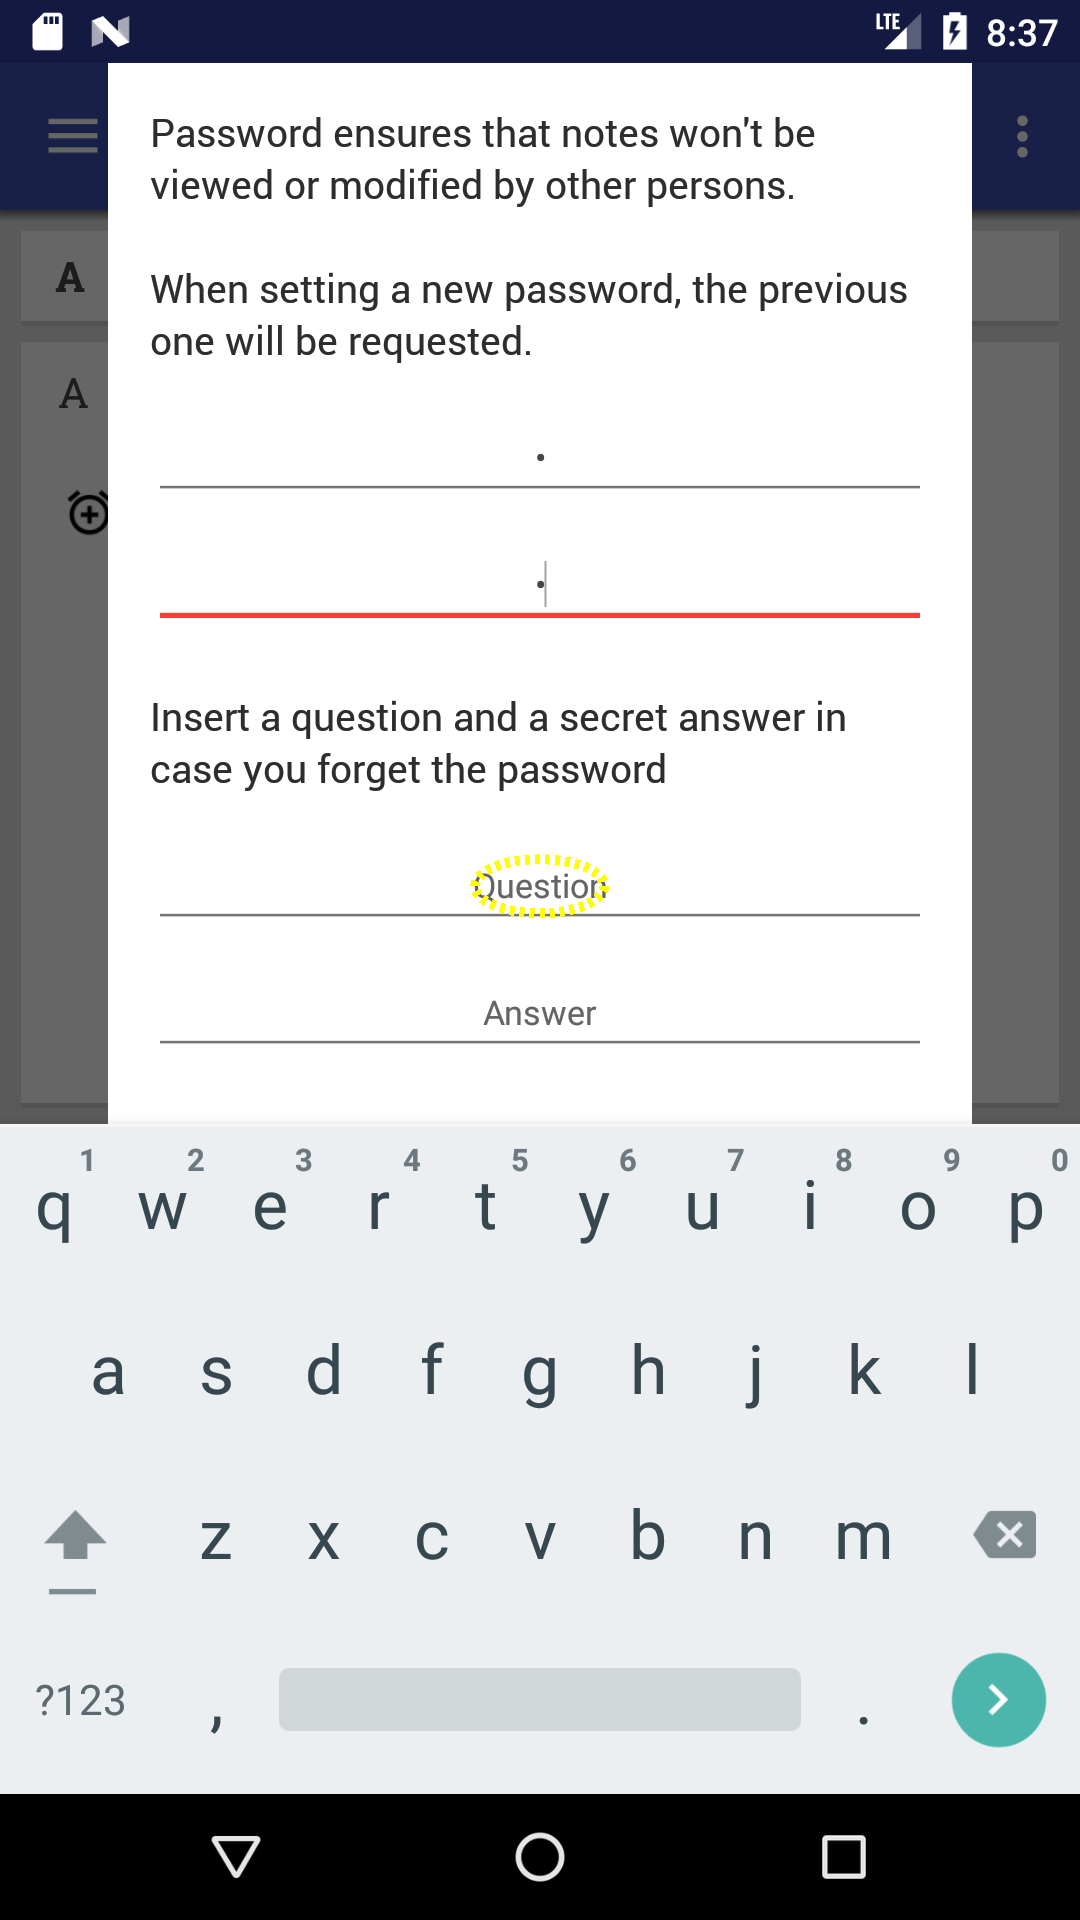 LTE 8:37
Password ensures that notes won't be
viewed or modified by other persons.
When setting a new password, the previous
one will be requested.
A
A
•
•
Insert a question and a secret answer in
case you forget the password
Question
Answer
1 2 3 4 5 6 7 8 9 0
q w e r t y u i o p
a s d f g h j k l
z x c v b n m
?123 , .